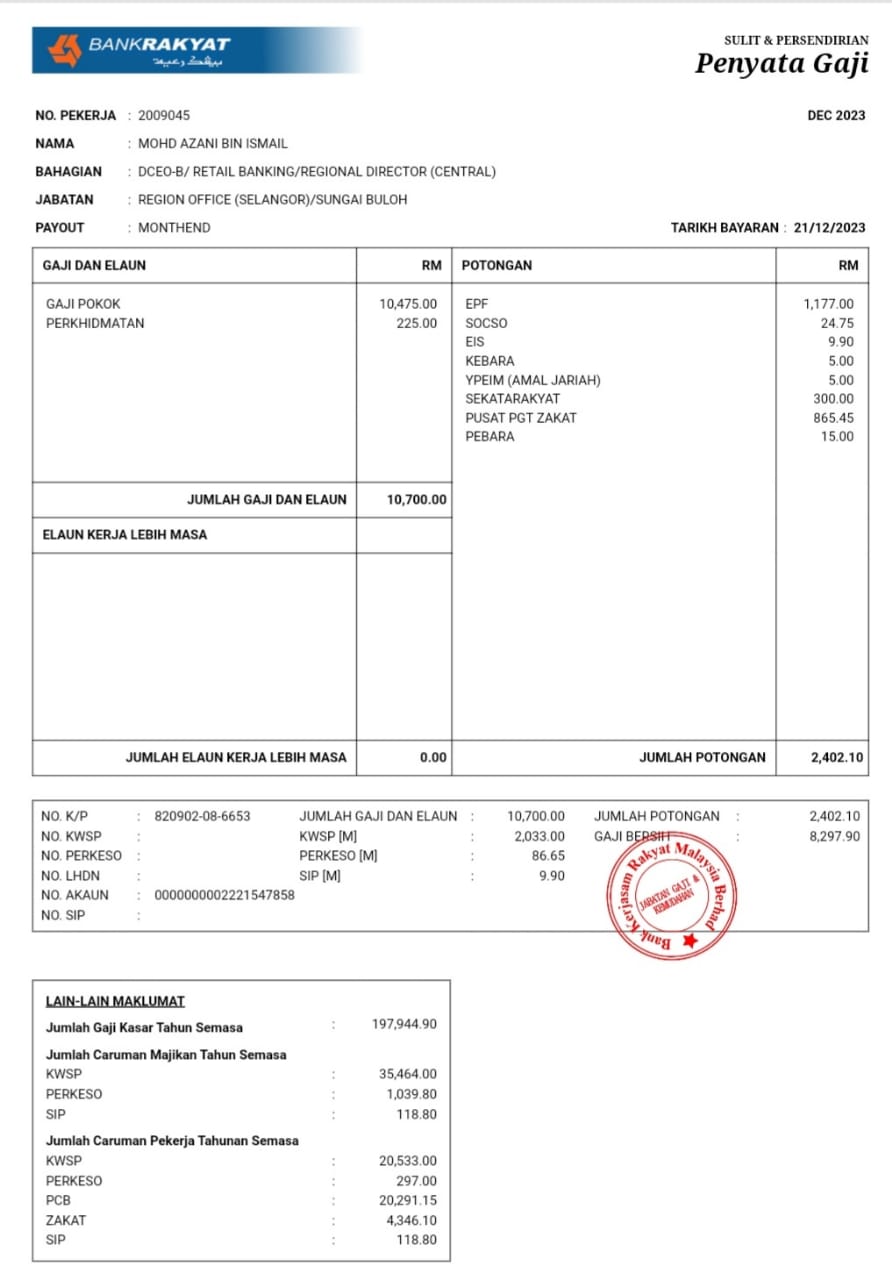 BANKRAKYAT
SULIT & PERSENDIRIAN
Penyata Gaji
NO. PEKERJA : 2009045 DEC 2023
NAMA : MOHD AZANI BIN ISMAIL
BAHAGIAN : DCEO-B/ RETAIL BANKING/REGIONAL DIRECTOR (CENTRAL)
JABATAN : REGION OFFICE (SELANGOR)/SUNGAI BULOH
PAYOUT : MONTHEND TARIKH BAYARAN : 21/12/2023
GAJI DAN ELAUN RM POTONGAN RM
GAJI POKOK 10,475.00 EPF 1,177.00
PERKHIDMATAN 225.00 SOCSO 24.75
EIS 9.90
KEBARA 5.00
YPEIM (AMAL JARIAH) 5.00
SEKATARAKYAT 300.00
PUSAT PGT ZAKAT 865.45
PEBARA 15.00
JUMLAH GAJI DAN ELAUN 10,700.00
ELAUN KERJA LEBIH MASA
JUMLAH ELAUN KERJA LEBIH MASA 0.00 JUMLAH POTONGAN 2,402.10
NO. K/P : 820902-08-6653 JUMLAH GAJI DAN ELAUN : 10,700.00 JUMLAH POTONGAN : 2,402.10
NO. KWSP : KWSP [M] : 2,033.00 GAJI BERSIH : 8,297.90
NO. PERKESO : PERKESO [M] : 86.65
NO. LHDN : SIP [M] : 9.90
NO. AKAUN : 0000000002221547858
NO. SIP :
Bank Kerjasam Rakyat Malaysia Berhad
JABATAN GAJI &
KEMUDAHAN
LAIN-LAIN MAKLUMAT
Jumlah Gaji Kasar Tahun Semasa : 197,944.90
Jumlah Caruman Majikan Tahun Semasa
KWSP : 35,464.00
PERKESO : 1,039.80
SIP : 118.80
Jumlah Caruman Pekerja Tahunan Semasa
KWSP : 20,533.00
PERKESO : 297.00
PCB : 20,291.15
ZAKAT : 4,346.10
SIP : 118.80